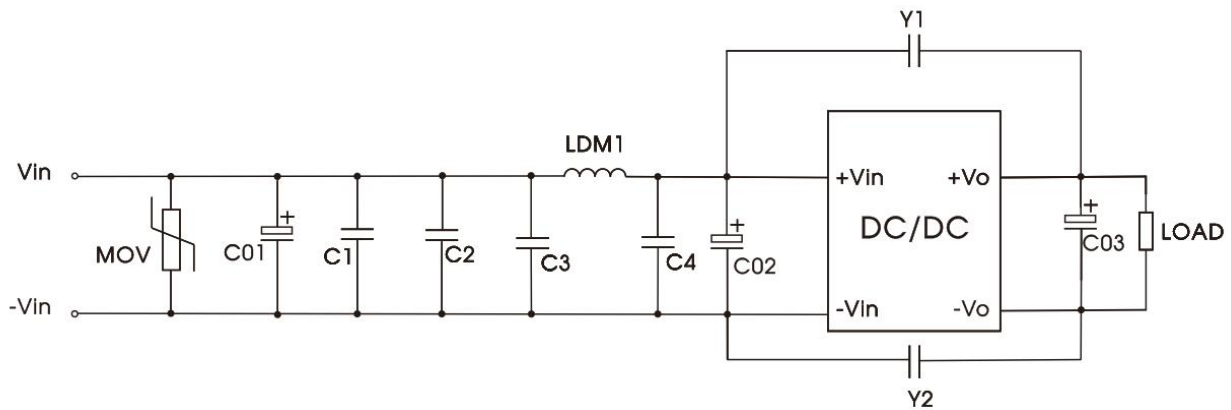 Y1
LDM1
Vin
+Vin
+Vo
MOV
+
C01
C1
C2
C3
C4
+
C02
DC/DC
+
C03
LOAD
-Vin
-Vin
-Vo
Y2